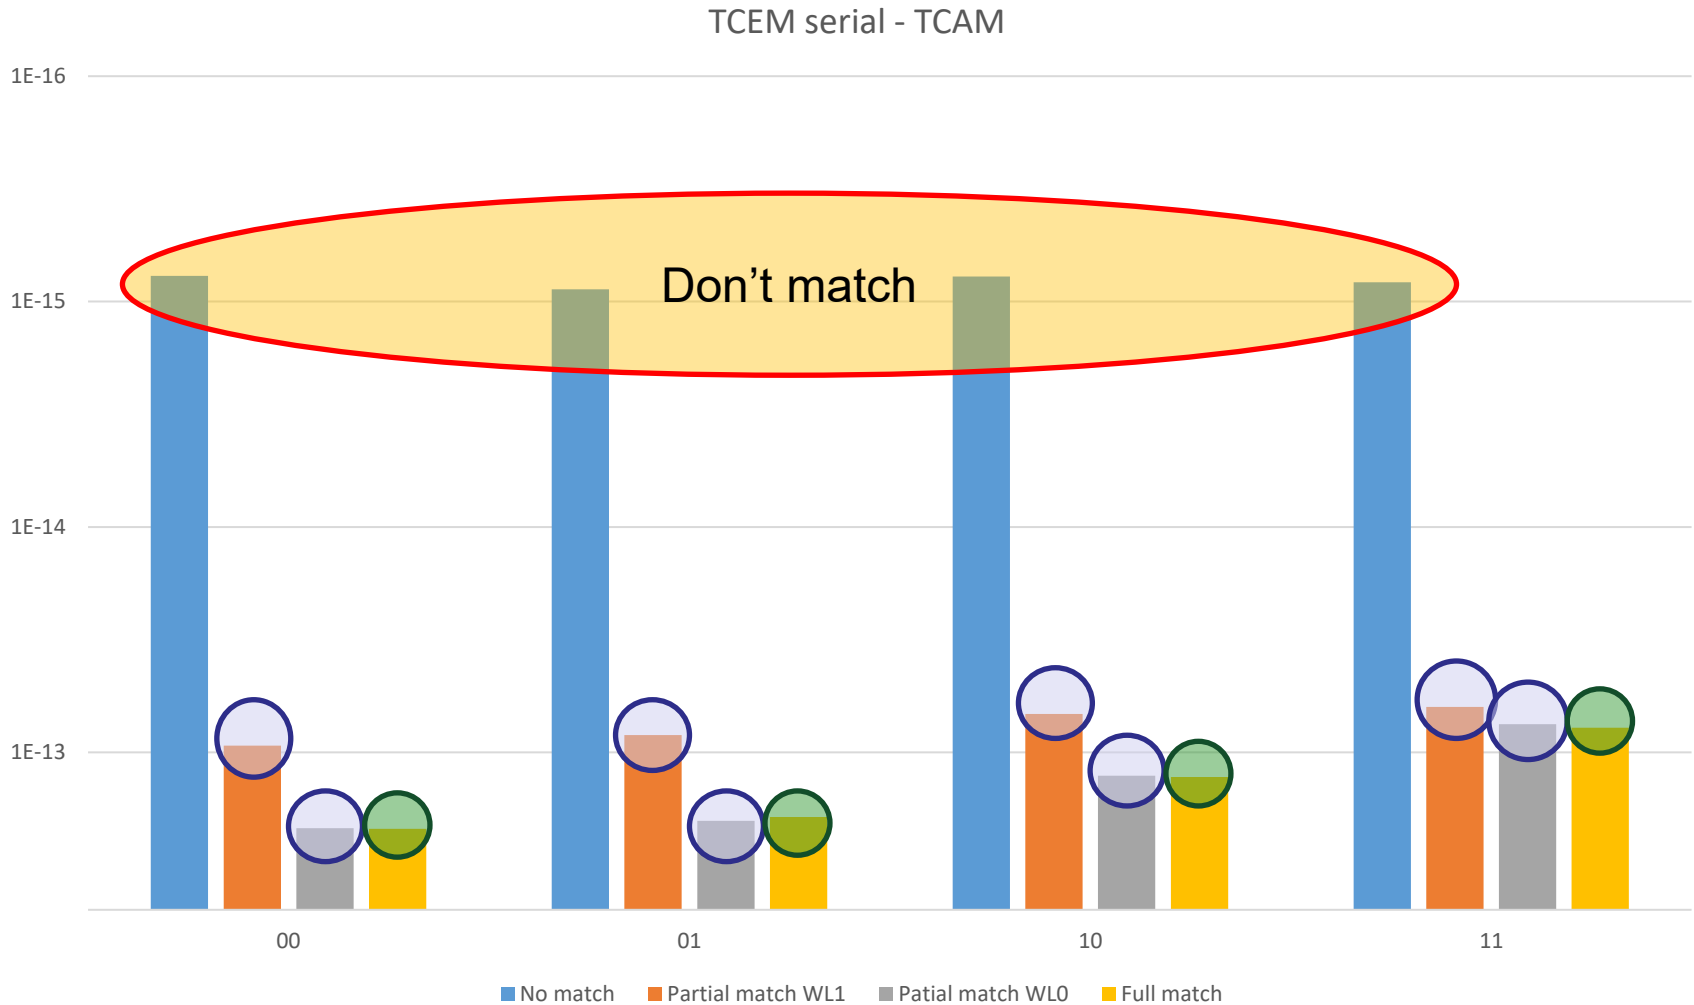 TCEM serial - TCAM
1E-16
Don't match
1E-15
1E-14
1E-13
00 01 10 11
No match Partial match WL1 Patial match WL0 Full match